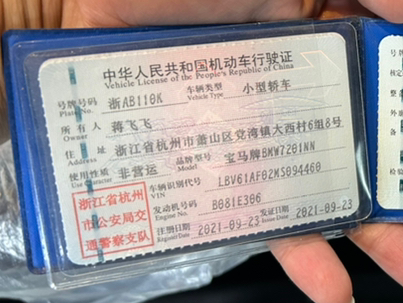 中华人民共和国机动车行驶证
Vehicle License of the People's Republic of China
号牌号码 浙AB110K 车辆类型 小型轿车
Plate No. Vehicle Type
所有人 蒋飞飞
Owner
住址 浙江省杭州市萧山区党湾镇大西村6组8号
Address
使用性质 非营运 品牌型号 宝马牌BMW7201NN
Use Character Model
车辆识别代号 LBV61AF02MS094460
VIN
发动机号码 B081E306
Engine No.
注册日期 2021-09-23 发证日期 2021-09-23
Register Date Issue Date
浙江省杭州
市公安局交
通警察支队